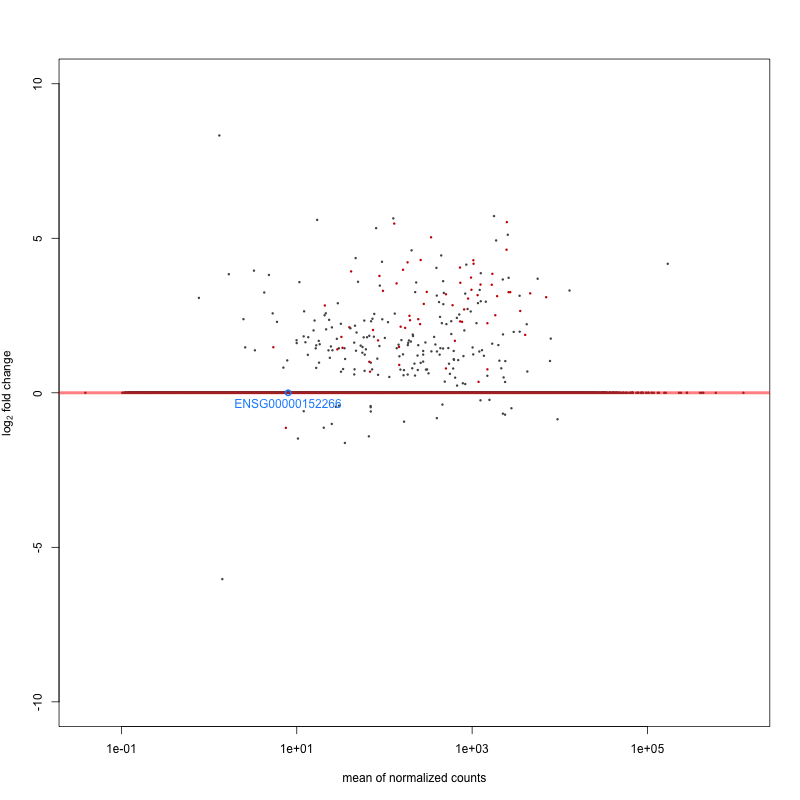 10
5
0
-5
-10
log2 fold change
ENSG00000152266
1e-01
1e+01
1e+03
1e+05
mean of normalized counts